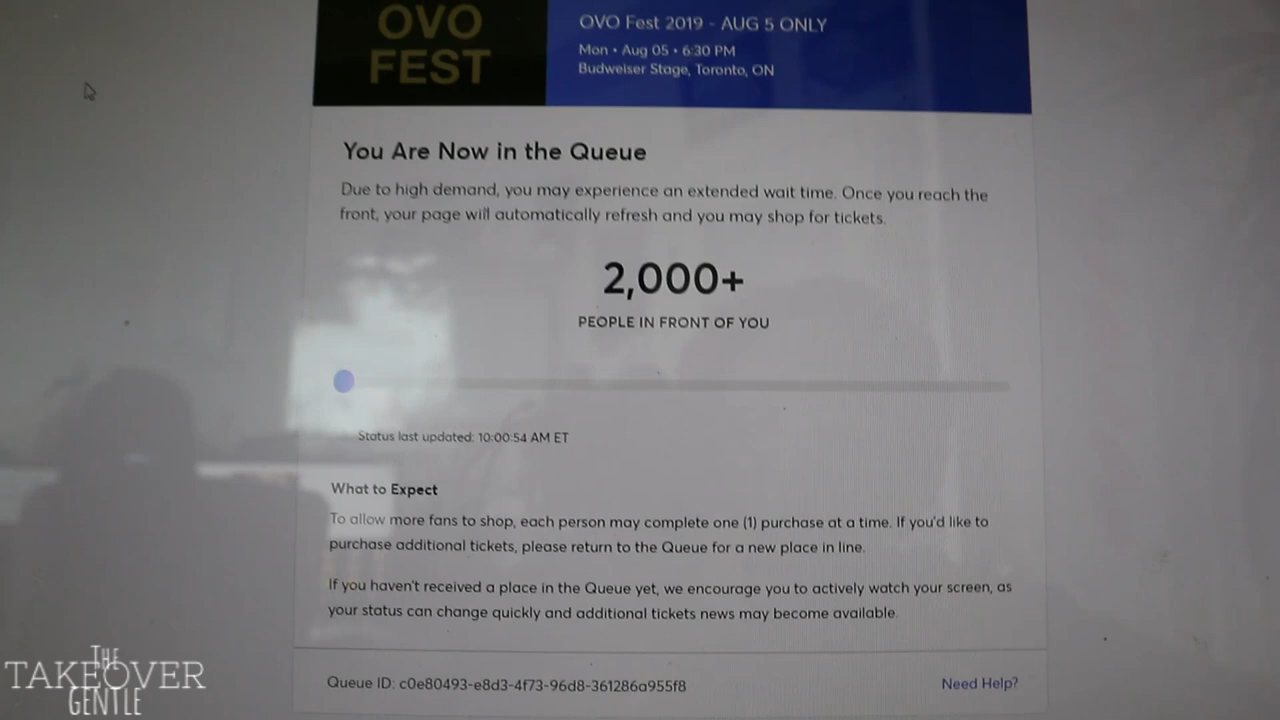 OVO
FEST
OVO Fest 2019 - AUG 5 ONLY
Mon • Aug 05 • 6:30 PM
Budweiser Stage, Toronto, ON
You Are Now in the Queue
Due to high demand, you may experience an extended wait time. Once you reach the
front, your page will automatically refresh and you may shop for tickets.
2,000+
PEOPLE IN FRONT OF YOU
Status last updated: 10:00:54 AM ET
What to Expect
To allow more fans to shop, each person may complete one (1) purchase at a time. If you'd like to
purchase additional tickets, please return to the Queue for a new place in line.
If you haven't received a place in the Queue yet, we encourage you to actively watch your screen, as
your status can change quickly and additional tickets news may become available.
Queue ID: c0e80493-e8d3-4f73-96d8-361286a955f8
Need Help?
THE
TAKEOVER
GENTLE